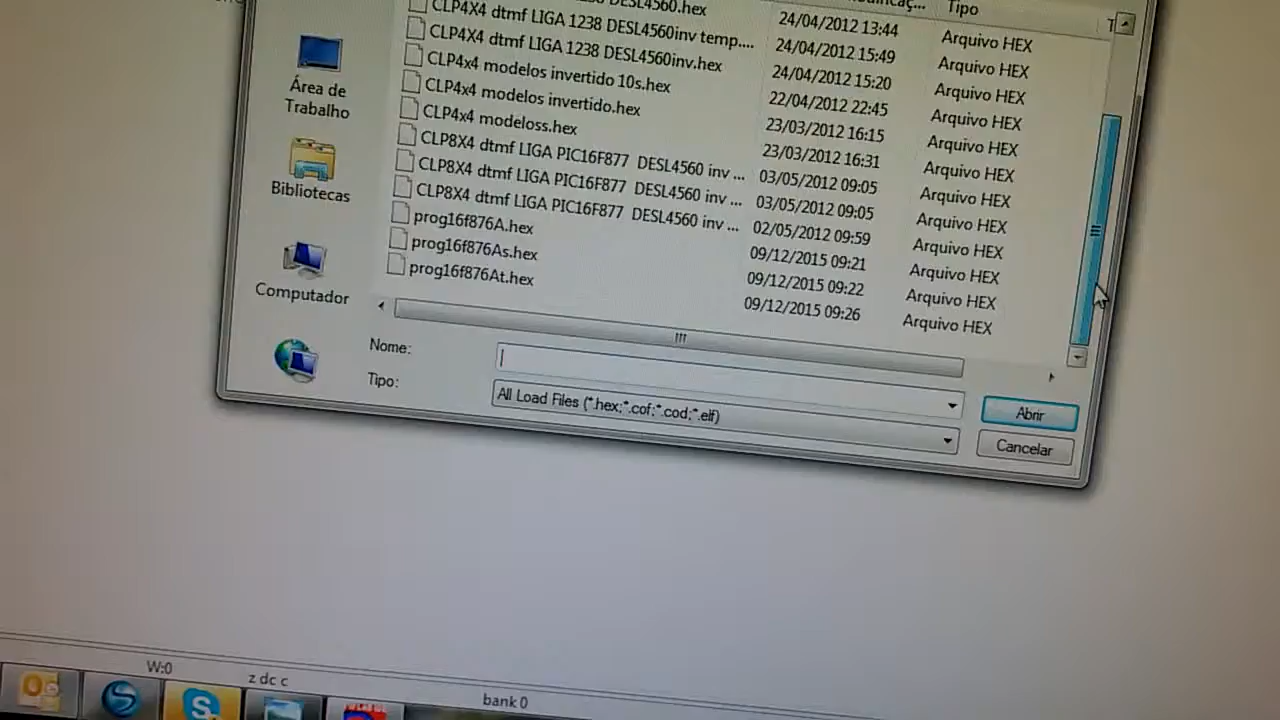 DESL4560.hex
Tipo
CLP4X4 dtmf LIGA 1238 DESL4560inv temp.... 24/04/2012 13:44 Arquivo HEX
CLP4X4 dtmf LIGA 1238 DESL4560inv.hex 24/04/2012 15:49 Arquivo HEX
CLP4x4 modelos invertido 10s.hex 24/04/2012 15:20 Arquivo HEX
CLP4x4 modelos invertido.hex 22/04/2012 22:45 Arquivo HEX
CLP4x4 modeloss.hex 23/03/2012 16:15 Arquivo HEX
23/03/2012 16:31 Arquivo HEX
CLP8X4 dtmf LIGA PIC16F877 DESL4560 inv ... 03/05/2012 09:05 Arquivo HEX
CLP8X4 dtmf LIGA PIC16F877 DESL4560 inv ... 03/05/2012 09:05 Arquivo HEX
CLP8X4 dtmf LIGA PIC16F877 DESL4560 inv ... 02/05/2012 09:59 Arquivo HEX
prog16f876A.hex 09/12/2015 09:21 Arquivo HEX
prog16f876As.hex 09/12/2015 09:22 Arquivo HEX
prog16f876At.hex 09/12/2015 09:26 Arquivo HEX
Área de
Trabalho
Bibliotecas
Computador
Nome:
Tipo: All Load Files (*.hex;*.cof;*.cod;*.elf)
Abrir
Cancelar
W:0 z dc c bank 0